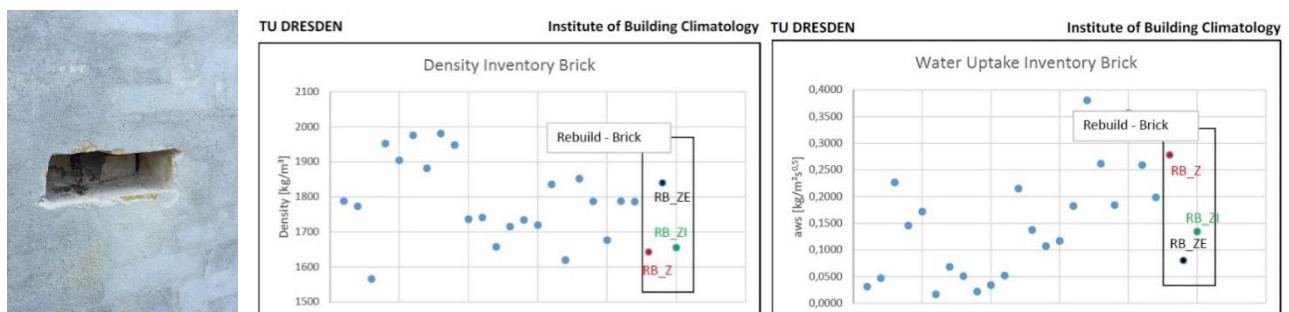 TU DRESDEN Institute of Building Climatology
Density Inventory Brick
Density [kg/m³]
2100
2000
1900
1800
1700
1600
1500
Rebuild - Brick
RB_ZE
RB_ZI
RB_Z
TU DRESDEN Institute of Building Climatology
Water Uptake Inventory Brick
aws [kg/m²s⁰·⁵]
0,4000
0,3500
0,3000
0,2500
0,2000
0,1500
0,1000
0,0500
0,0000
Rebuild - Brick
RB_Z
RB_ZI
RB_ZE